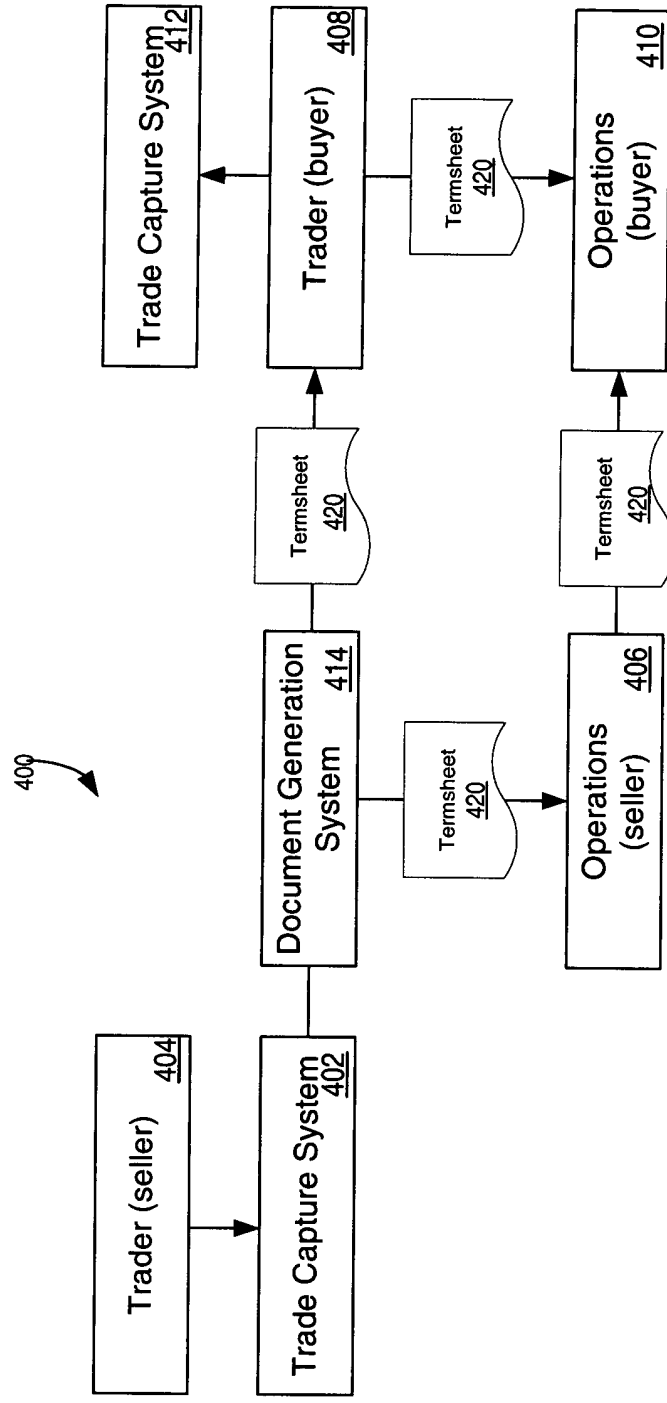 400
Trader (seller)
404
Trade Capture System
402
Document Generation
System
414
Termsheet
420
Operations
(seller)
406
Termsheet
420
Termsheet
420
Trade Capture System
412
Trader (buyer)
408
Termsheet
420
Operations
(buyer)
410